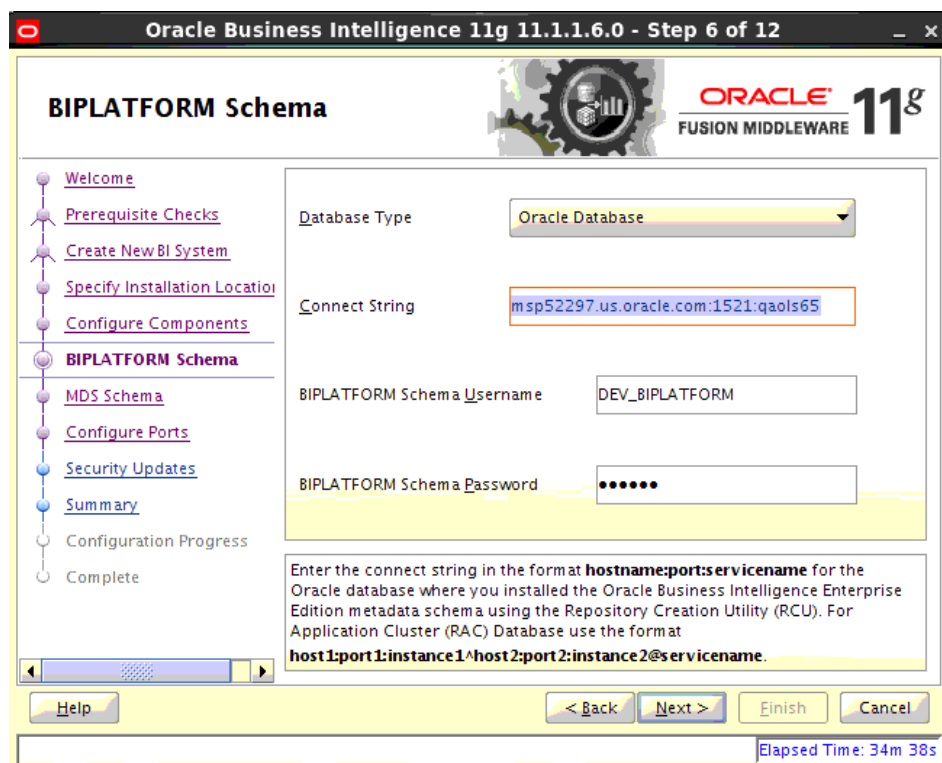 Oracle Business Intelligence 11g 11.1.1.6.0 - Step 6 of 12
BIPLATFORM Schema
ORACLE
FUSION MIDDLEWARE
11g
Welcome
Prerequisite Checks
Create New BI System
Specify Installation Location
Configure Components
BIPLATFORM Schema
MDS Schema
Configure Ports
Security Updates
Summary
Configuration Progress
Complete
Database Type
Oracle Database
Connect String
msp52297.us.oracle.com:1521:qaols65
BIPLATFORM Schema Username
DEV_BIPLATFORM
BIPLATFORM Schema Password
••••••
Enter the connect string in the format hostname:port:servicename for the
Oracle database where you installed the Oracle Business Intelligence Enterprise
Edition metadata schema using the Repository Creation Utility (RCU). For
Application Cluster (RAC) Database use the format
host1:port1:instance1^host2:port2:instance2@servicename.
Help
< Back
Next >
Finish
Cancel
Elapsed Time: 34m 38s